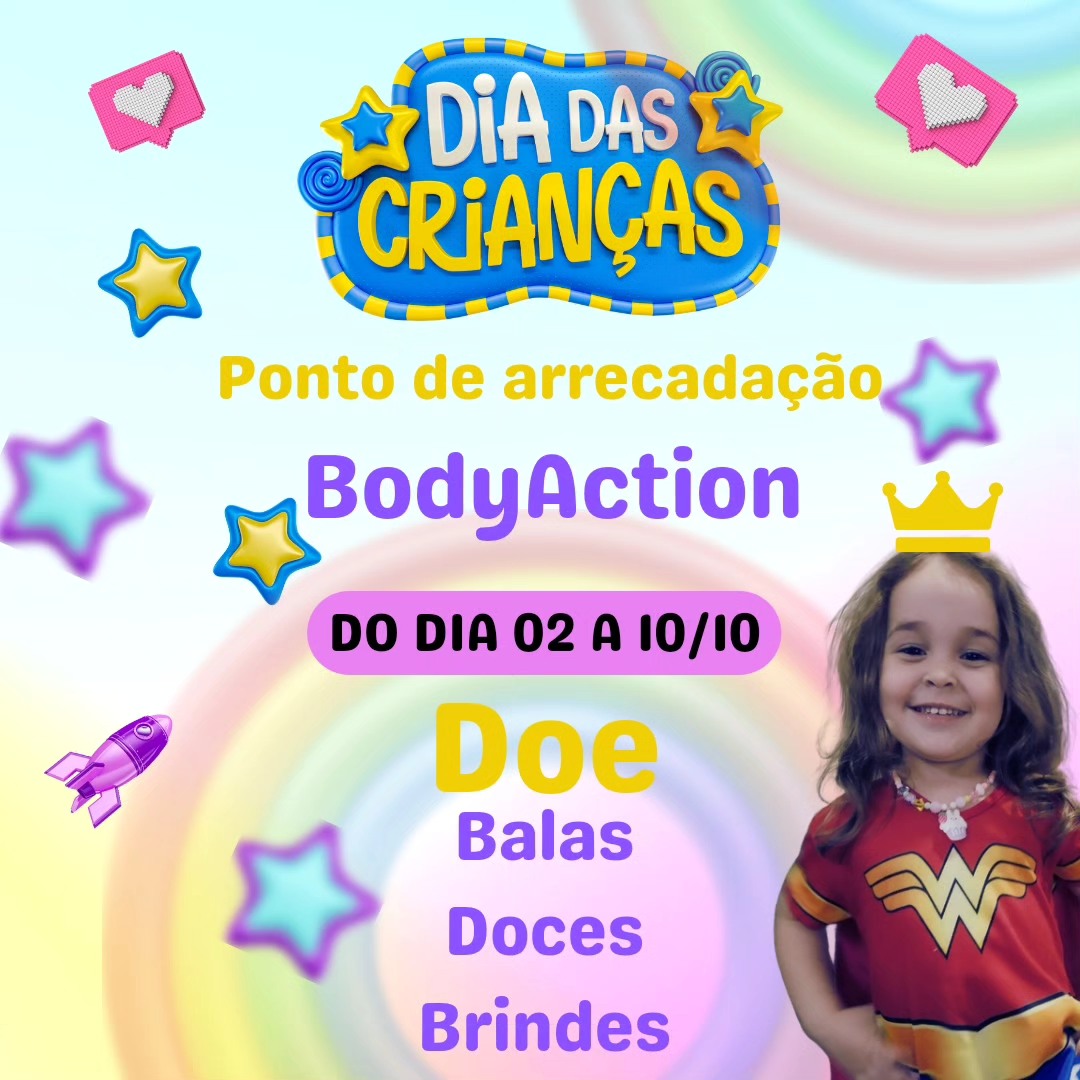 DiA DAS
CRiANÇAS
Ponto de arrecadação
BodyAction
DO DIA 02 A 10/10
Doe
Balas
Doces
Brindes